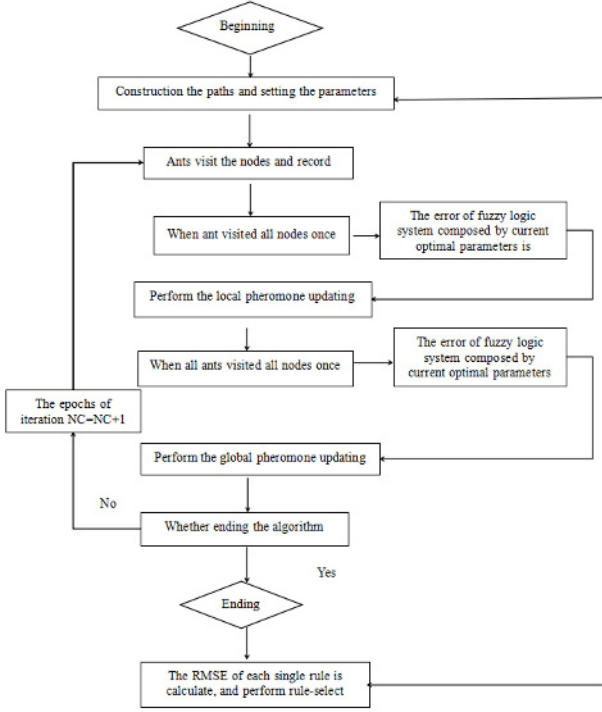 Beginning
Construction the paths and setting the parameters
Ants visit the nodes and record
When ant visited all nodes once
The error of fuzzy logic
system composed by current
optimal parameters is
Perform the local pheromone updating
When all ants visited all nodes once
The error of fuzzy logic
system composed by
current optimal parameters
The epochs of
iteration NC=NC+1
Perform the global pheromone updating
No
Whether ending the algorithm
Yes
Ending
The RMSE of each single rule is
calculate, and perform rule-select